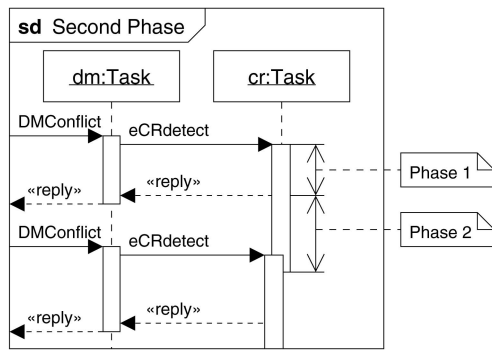 sd Second Phase
dm:Task
cr:Task
DMConflict
eCRdetect
Phase 1
«reply»
«reply»
Phase 2
DMConflict
eCRdetect
«reply»
«reply»